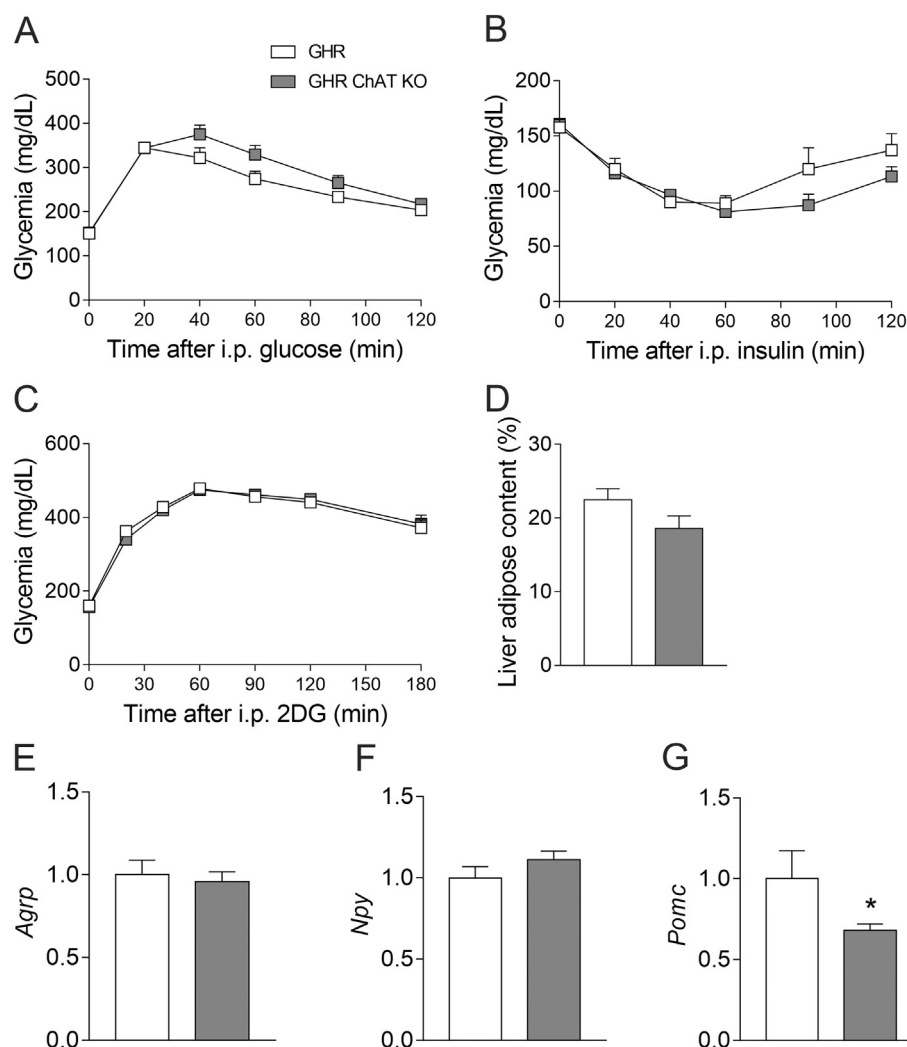 A
GHR
GHR ChAT KO
Glycemia (mg/dL)
500
400
300
200
100
0
0 20 40 60 80 100 120
Time after i.p. glucose (min)
B
Glycemia (mg/dL)
200
150
100
50
0
0 20 40 60 80 100 120
Time after i.p. insulin (min)
C
Glycemia (mg/dL)
600
400
200
0
0 30 60 90 120 150 180
Time after i.p. 2DG (min)
D
Liver adipose content (%)
30
20
10
0
E
Agrp
1.5
1.0
0.5
0.0
F
Npy
1.5
1.0
0.5
0.0
G
Pomc
1.5
1.0
0.5
0.0
*